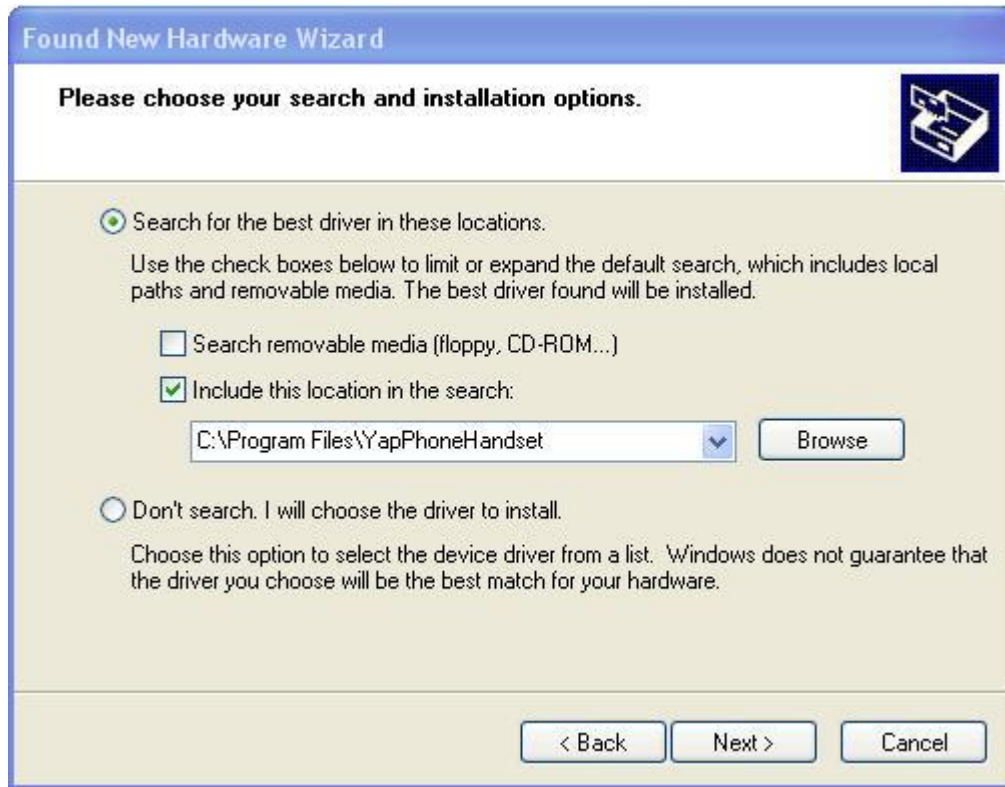 Found New Hardware Wizard
Please choose your search and installation options.
Search for the best driver in these locations.
Use the check boxes below to limit or expand the default search, which includes local
paths and removable media. The best driver found will be installed.
Search removable media (floppy, CD-ROM...)
Include this location in the search:
C:\Program Files\YapPhoneHandset
Browse
Don't search. I will choose the driver to install.
Choose this option to select the device driver from a list. Windows does not guarantee that
the driver you choose will be the best match for your hardware.
< Back Next > Cancel